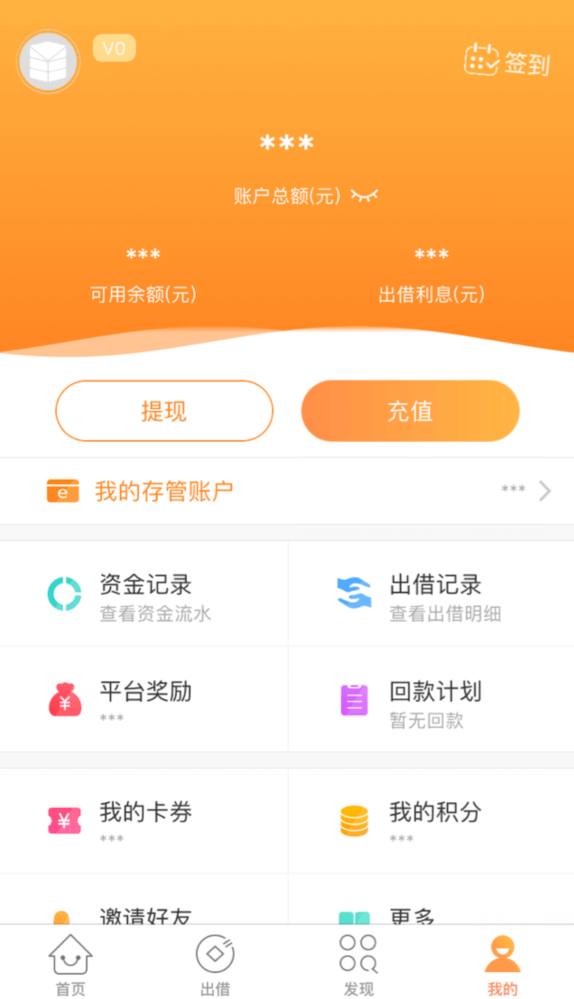 V0
签到
***
账户总额(元)
*** ***
可用余额(元) 出借利息(元)
提现 充值
我的存管账户 ***
资金记录 出借记录
查看资金流水 查看出借明细
平台奖励 回款计划
*** 暂无回款
我的卡券 我的积分
*** ***
邀请好友 更多
首页 出借 发现 我的